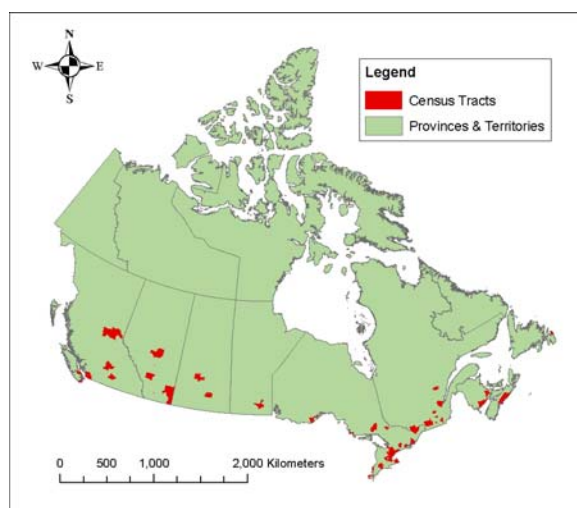 N
W E
S
Legend
Census Tracts
Provinces & Territories
0 500 1,000 2,000 Kilometers